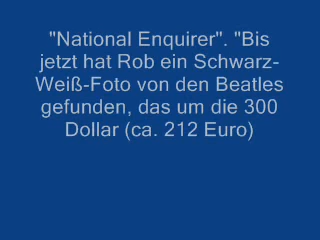 "National Enquirer". "Bis
jetzt hat Rob ein Schwarz-
Weiß-Foto von den Beatles
gefunden, das um die 300
Dollar (ca. 212 Euro)